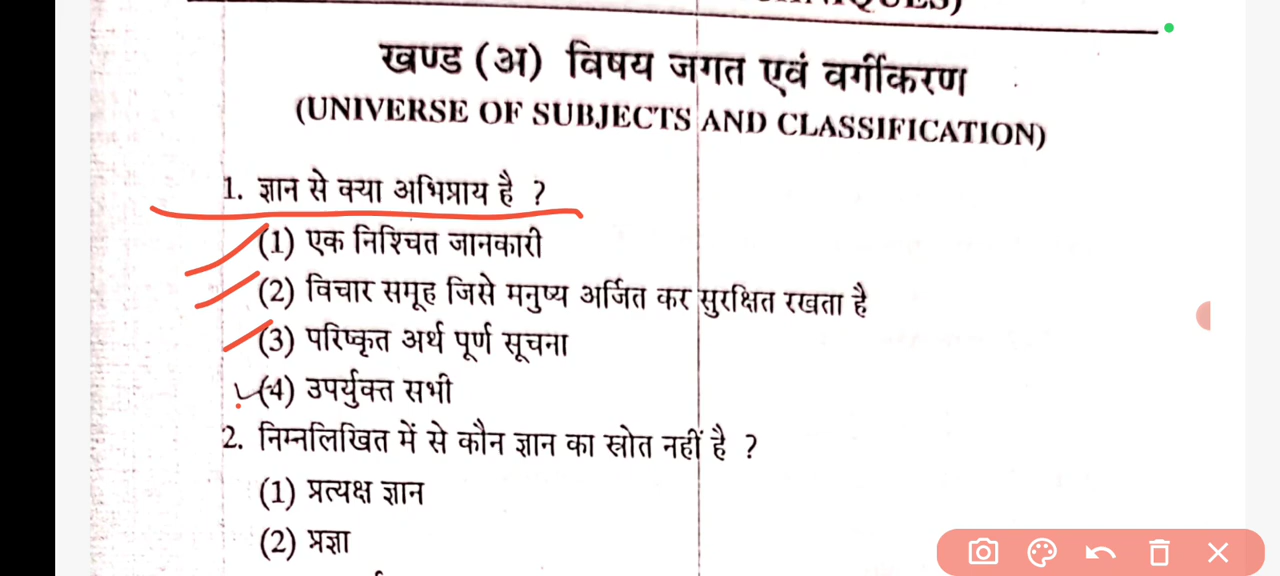 खण्ड (अ) विषय जगत एवं वर्गीकरण
(UNIVERSE OF SUBJECTS AND CLASSIFICATION)
1. ज्ञान से क्या अभिप्राय है ?
(1) एक निश्चित जानकारी
(2) विचार समूह जिसे मनुष्य अर्जित कर सुरक्षित रखता है
(3) परिष्कृत अर्थ पूर्ण सूचना
(4) उपर्युक्त सभी
2. निम्नलिखित में से कौन ज्ञान का स्रोत नहीं है ?
(1) प्रत्यक्ष ज्ञान
(2) प्रज्ञा